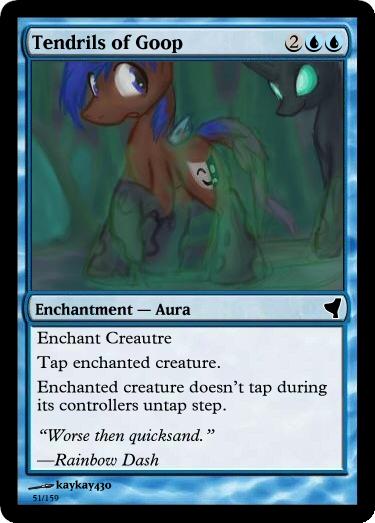 Tendrils of Goop 2
Enchantment — Aura
Enchant Creautre
Tap enchanted creature.
Enchanted creature doesn't tap during
its controllers untap step.
"Worse then quicksand."
—Rainbow Dash
kaykay430
51/159